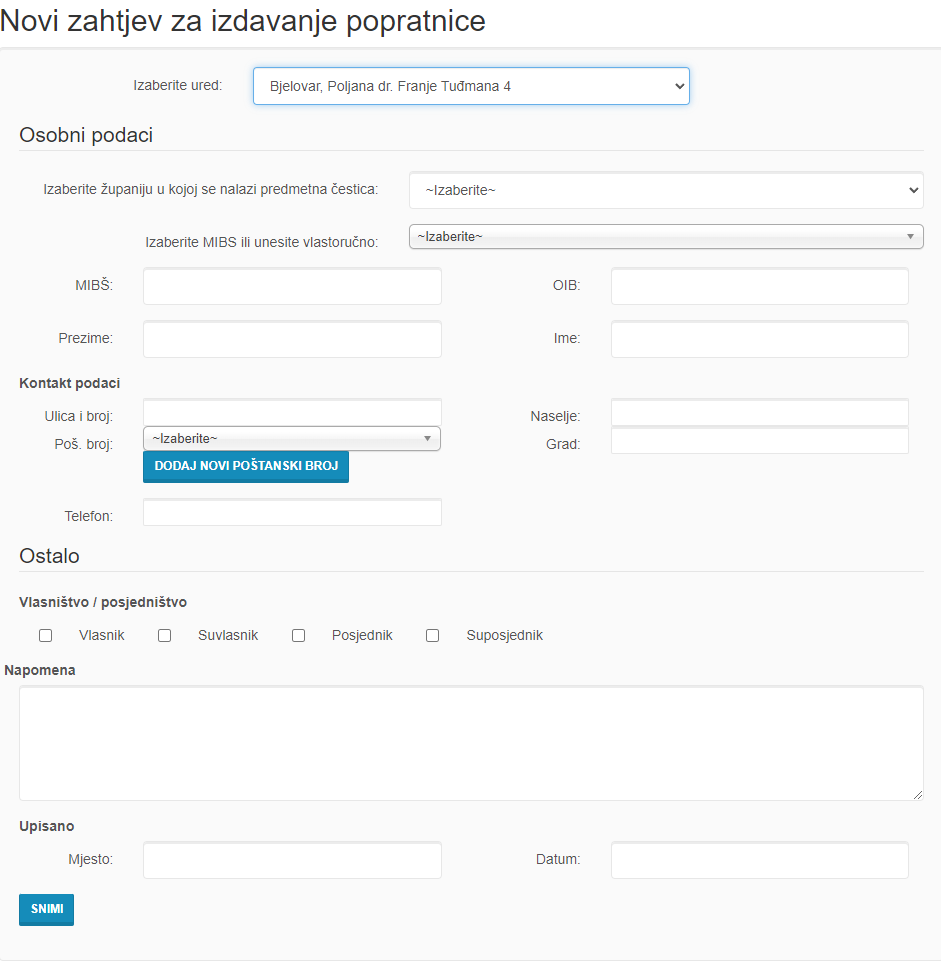 Novi zahtjev za izdavanje popratnice
Izaberite ured: Bjelovar, Poljana dr. Franje Tuđmana 4
Osobni podaci
Izaberite županiju u kojoj se nalazi predmetna čestica: ~Izaberite~
Izaberite MIBS ili unesite vlastoručno: ~Izaberite~
MIBŠ: OIB:
Prezime: Ime:
Kontakt podaci
Ulica i broj: Naselje:
Poš. broj: ~Izaberite~ Grad:
DODAJ NOVI POŠTANSKI BROJ
Telefon:
Ostalo
Vlasništvo / posjedništvo
Vlasnik Suvlasnik Posjednik Suposjednik
Napomena
Upisano
Mjesto: Datum:
SNIMI